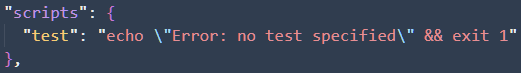 "scripts": {
"test": "echo \"Error: no test specified\" && exit 1"
},